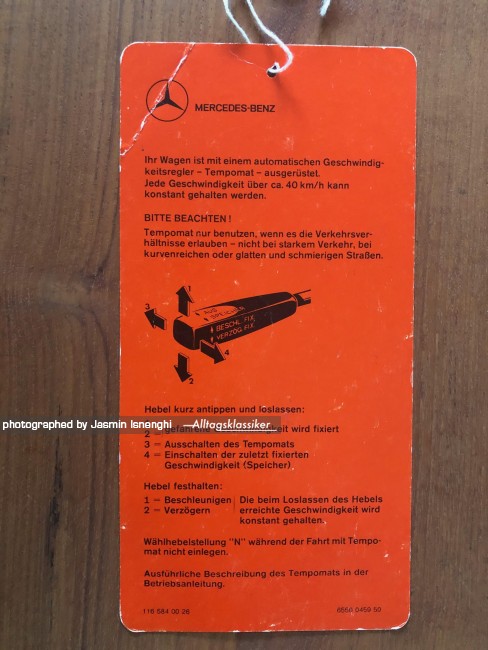 MERCEDES-BENZ
Ihr Wagen ist mit einem automatischen Geschwindig-
keitsregler – Tempomat – ausgerüstet.
Jede Geschwindigkeit über ca. 40 km/h kann
konstant gehalten werden.
BITTE BEACHTEN !
Tempomat nur benutzen, wenn es die Verkehrsver-
hältnisse erlauben – nicht bei starkem Verkehr, bei
kurvenreichen oder glatten und schmierigen Straßen.
1
3
AUS
SPEICHER
BESCHL. FIX
VERZÖG. FIX
4
2
Hebel kurz antippen und loslassen:
photographed by Jasmin Isnenghi —Alltagsklassiker
gefahrene keit wird fixiert
2 =
3 = Ausschalten des Tempomats
4 = Einschalten der zuletzt fixierten
Geschwindigkeit (Speicher).
Hebel festhalten:
1 = Beschleunigen
2 = Verzögern
Die beim Loslassen des Hebels
erreichte Geschwindigkeit wird
konstant gehalten.
Wählhebelstellung "N" während der Fahrt mit Tempo-
mat nicht einlegen.
Ausführliche Beschreibung des Tempomats in der
Betriebsanleitung.
116 584 00 26
6550 0459 50